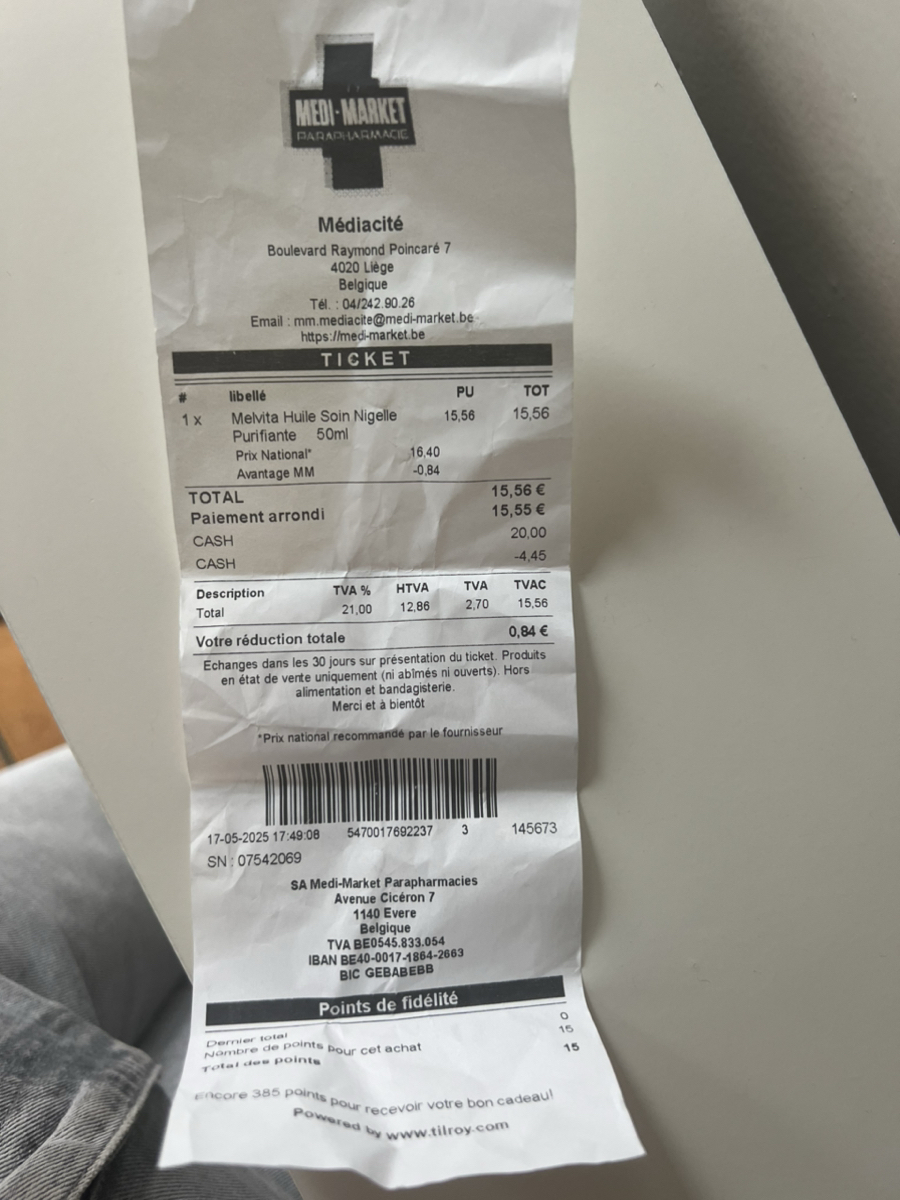 MEDI-MARKET
PARAPHARMACIE
Médiacité
Boulevard Raymond Poincaré 7
4020 Liège
Belgique
Tél. : 04/242.90.26
Email : mm.mediacite@medi-market.be
https://medi-market.be
TICKET
# libellé PU TOT
1 x Melvita Huile Soin Nigelle 15,56 15,56
Purifiante 50ml
Prix National* 16,40
Avantage MM -0,84
TOTAL 15,56 €
Paiement arrondi 15,55 €
CASH 20,00
CASH -4,45
Description TVA % HTVA TVA TVAC
Total 21,00 12,86 2,70 15,56
Votre réduction totale 0,84 €
Echanges dans les 30 jours sur présentation du ticket. Produits
en état de vente uniquement (ni abîmés ni ouverts). Hors
alimentation et bandagisterie.
Merci et à bientôt
*Prix national recommandé par le fournisseur
17-05-2025 17:49:08 5470017692237 3 145673
SN : 07542069
SA Medi-Market Parapharmacies
Avenue Cicéron 7
1140 Evere
Belgique
TVA BE0545.833.054
IBAN BE40-0017-1864-2663
BIC GEBABEBB
Points de fidélité
Dernier total 0
Nombre de points pour cet achat 15
Total des points 15
Encore 385 points pour recevoir votre bon cadeau!
Powered by www.tilroy.com